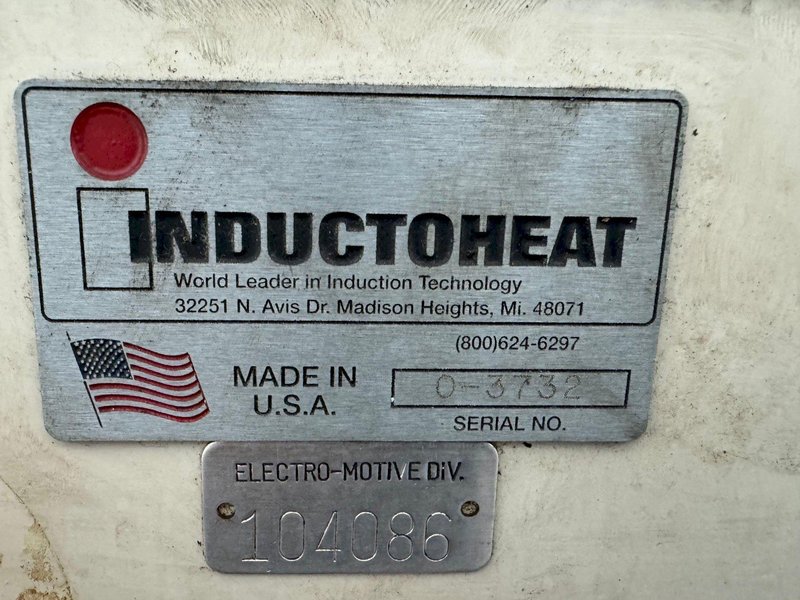 INDUCTOHEAT
World Leader in Induction Technology
32251 N. Avis Dr. Madison Heights, Mi. 48071
(800)624-6297
MADE IN
U.S.A.
0-3732
SERIAL NO.
ELECTRO-MOTIVE DiV.
104086